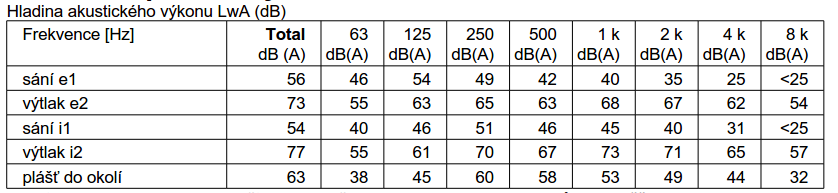 Hladina akustického výkonu LwA (dB)
Frekvence [Hz] Total 63 125 250 500 1 k 2 k 4 k 8 k
dB (A) dB(A) dB(A) dB(A) dB(A) dB(A) dB(A) dB(A) dB(A)
sání e1 56 46 54 49 42 40 35 25 <25
výtlak e2 73 55 63 65 63 68 67 62 54
sání i1 54 40 46 51 46 45 40 31 <25
výtlak i2 77 55 61 70 67 73 71 65 57
plášť do okolí 63 38 45 60 58 53 49 44 32